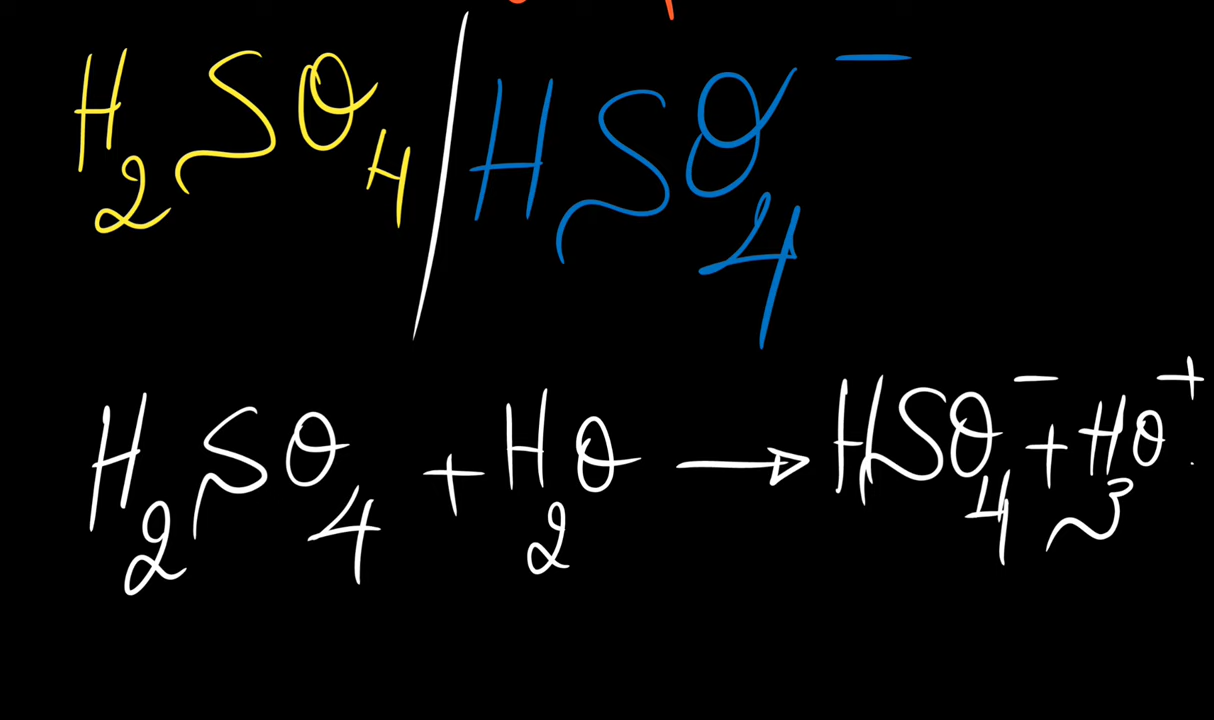 H₂SO₄ / HSO₄⁻
H₂SO₄ + H₂O → HSO₄⁻ + H₃O⁺